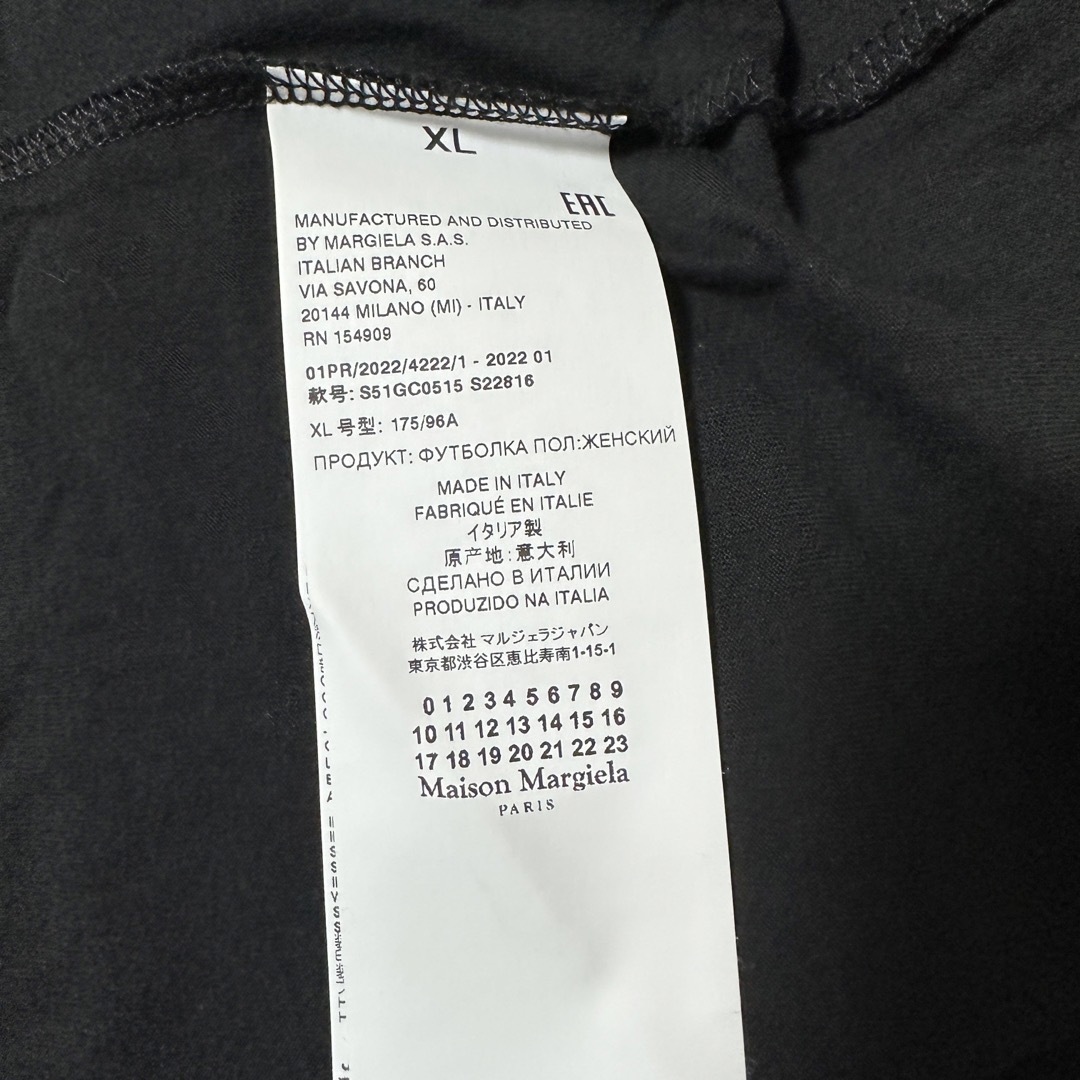 XL
EAC
MANUFACTURED AND DISTRIBUTED
BY MARGIELA S.A.S.
ITALIAN BRANCH
VIA SAVONA, 60
20144 MILANO (MI) - ITALY
RN 154909
01PR/2022/4222/1 - 2022 01
款号: S51GC0515 S22816
XL 号型: 175/96A
ПРОДУКТ: ФУТБОЛКА ПОЛ:ЖЕНСКИЙ
MADE IN ITALY
FABRIQUÉ EN ITALIE
イタリア製
原产地:意大利
СДЕЛАНО В ИТАЛИИ
PRODUZIDO NA ITALIA
株式会社 マルジェラジャパン
東京都渋谷区恵比寿南1-15-1
0 1 2 3 4 5 6 7 8 9
10 11 12 13 14 15 16
17 18 19 20 21 22 23
Maison Margiela
PARIS